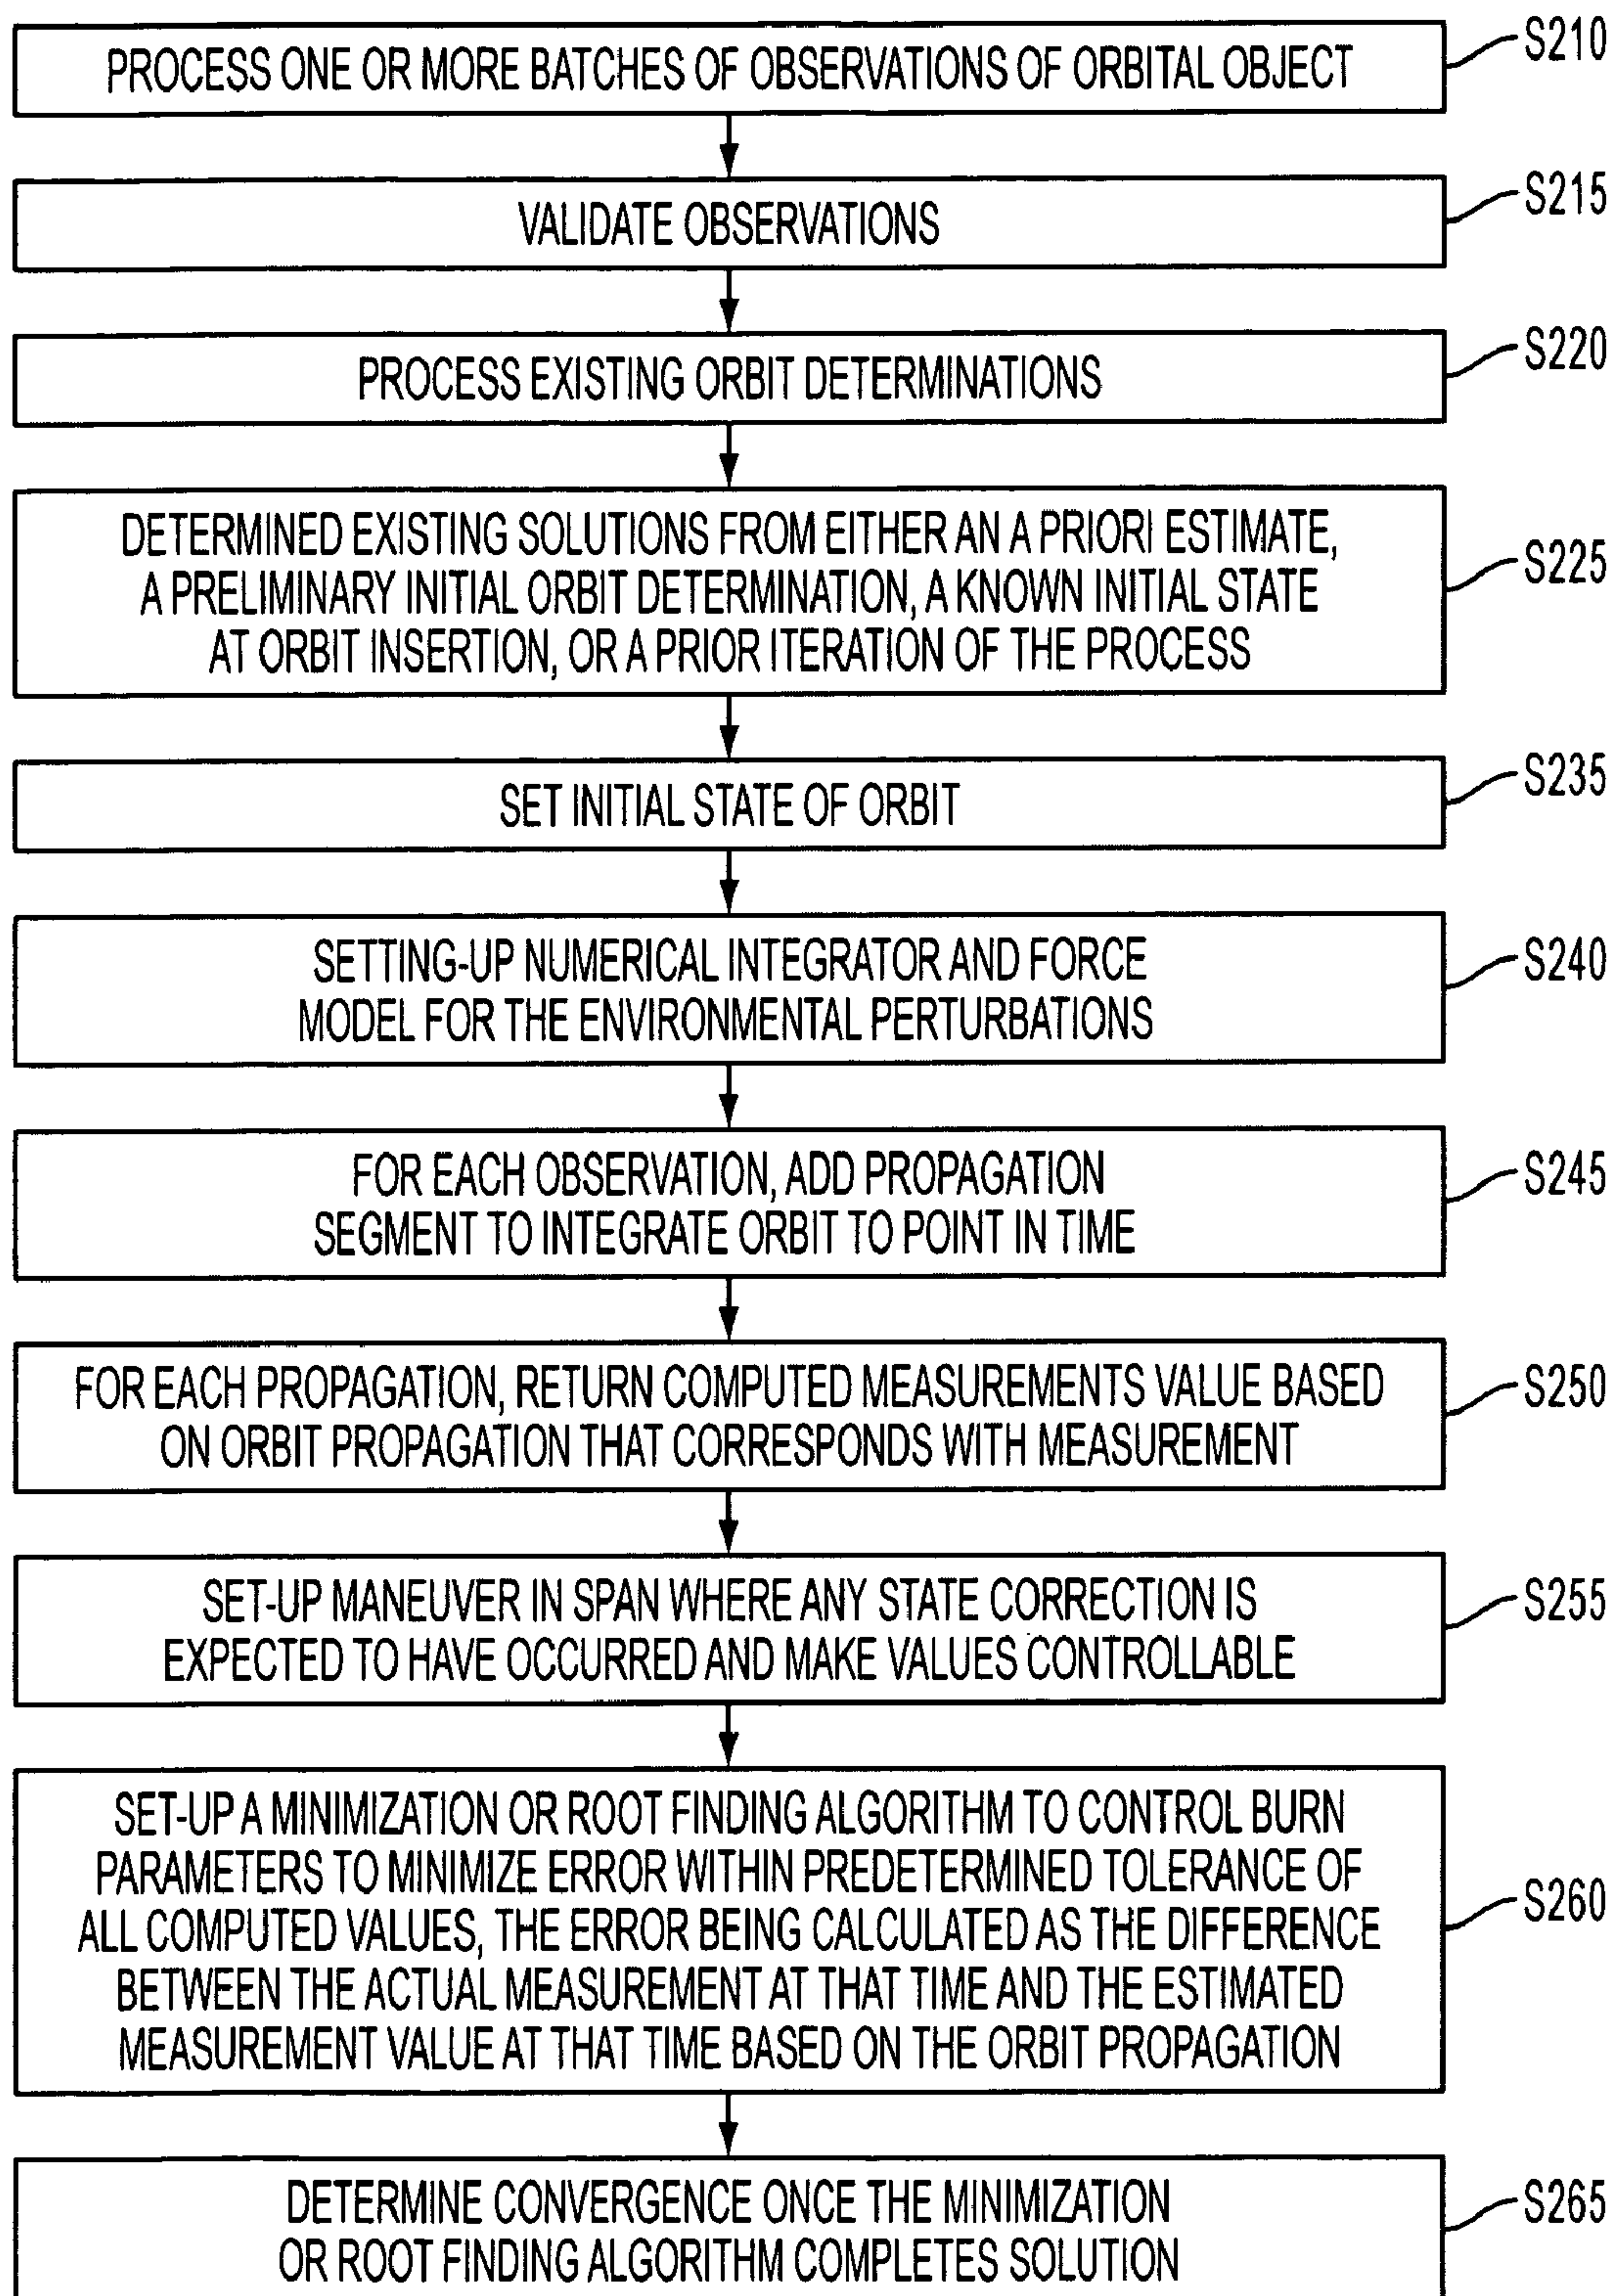 PROCESS ONE OR MORE BATCHES OF OBSERVATIONS OF ORBITAL OBJECT
S210
VALIDATE OBSERVATIONS
S215
PROCESS EXISTING ORBIT DETERMINATIONS
S220
DETERMINED EXISTING SOLUTIONS FROM EITHER AN A PRIORI ESTIMATE,
A PRELIMINARY INITIAL ORBIT DETERMINATION, A KNOWN INITIAL STATE
AT ORBIT INSERTION, OR A PRIOR ITERATION OF THE PROCESS
S225
SET INITIAL STATE OF ORBIT
S235
SETTING-UP NUMERICAL INTEGRATOR AND FORCE
MODEL FOR THE ENVIRONMENTAL PERTURBATIONS
S240
FOR EACH OBSERVATION, ADD PROPAGATION
SEGMENT TO INTEGRATE ORBIT TO POINT IN TIME
S245
FOR EACH PROPAGATION, RETURN COMPUTED MEASUREMENTS VALUE BASED
ON ORBIT PROPAGATION THAT CORRESPONDS WITH MEASUREMENT
S250
SET-UP MANEUVER IN SPAN WHERE ANY STATE CORRECTION IS
EXPECTED TO HAVE OCCURRED AND MAKE VALUES CONTROLLABLE
S255
SET-UP A MINIMIZATION OR ROOT FINDING ALGORITHM TO CONTROL BURN
PARAMETERS TO MINIMIZE ERROR WITHIN PREDETERMINED TOLERANCE OF
ALL COMPUTED VALUES, THE ERROR BEING CALCULATED AS THE DIFFERENCE
BETWEEN THE ACTUAL MEASUREMENT AT THAT TIME AND THE ESTIMATED
MEASUREMENT VALUE AT THAT TIME BASED ON THE ORBIT PROPAGATION
S260
DETERMINE CONVERGENCE ONCE THE MINIMIZATION
OR ROOT FINDING ALGORITHM COMPLETES SOLUTION
S265